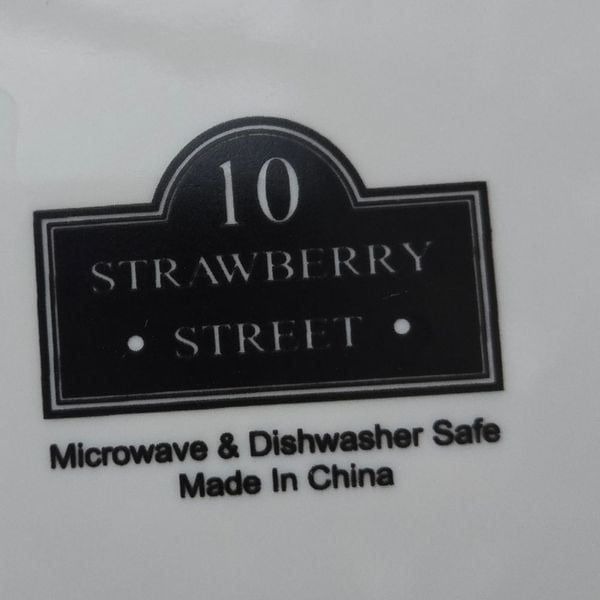 10
STRAWBERRY
• STREET •
Microwave & Dishwasher Safe
Made In China